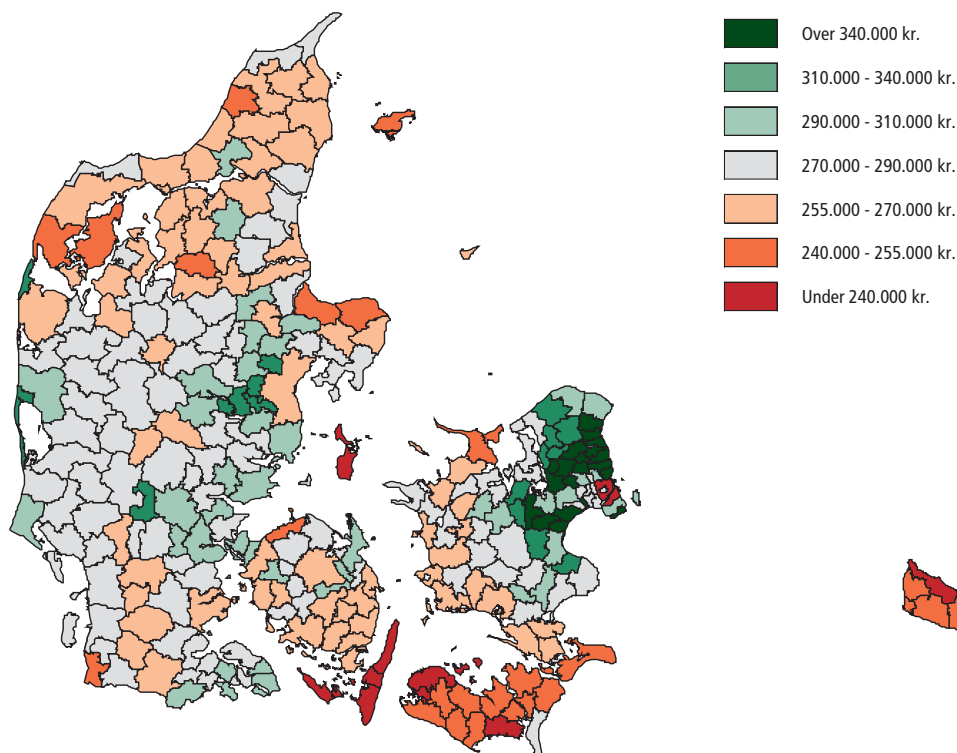 Over 340.000 kr.
310.000 - 340.000 kr.
290.000 - 310.000 kr.
270.000 - 290.000 kr.
255.000 - 270.000 kr.
240.000 - 255.000 kr.
Under 240.000 kr.